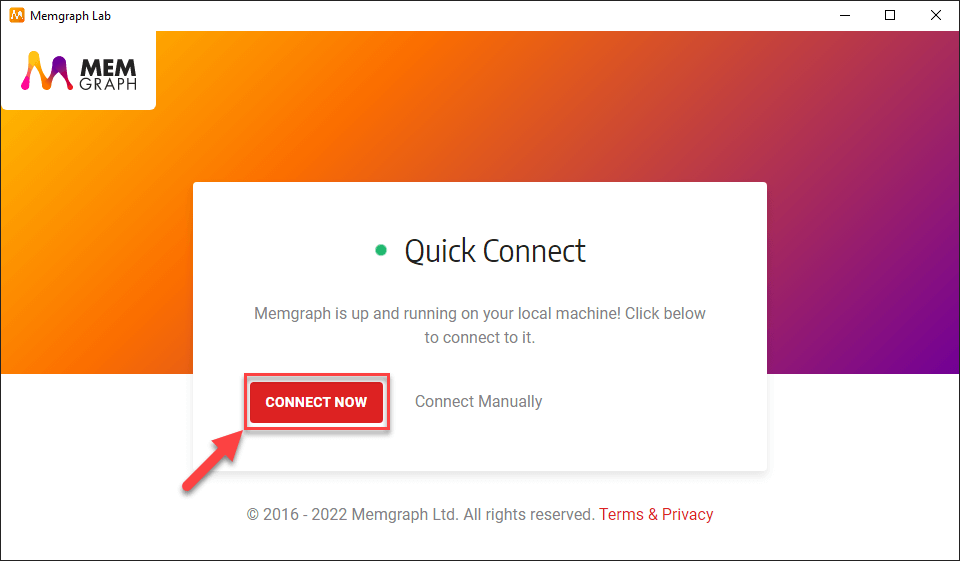 Memgraph Lab
MEM
GRAPH
Quick Connect
Memgraph is up and running on your local machine! Click below
to connect to it.
CONNECT NOW
Connect Manually
© 2016 - 2022 Memgraph Ltd. All rights reserved. Terms & Privacy